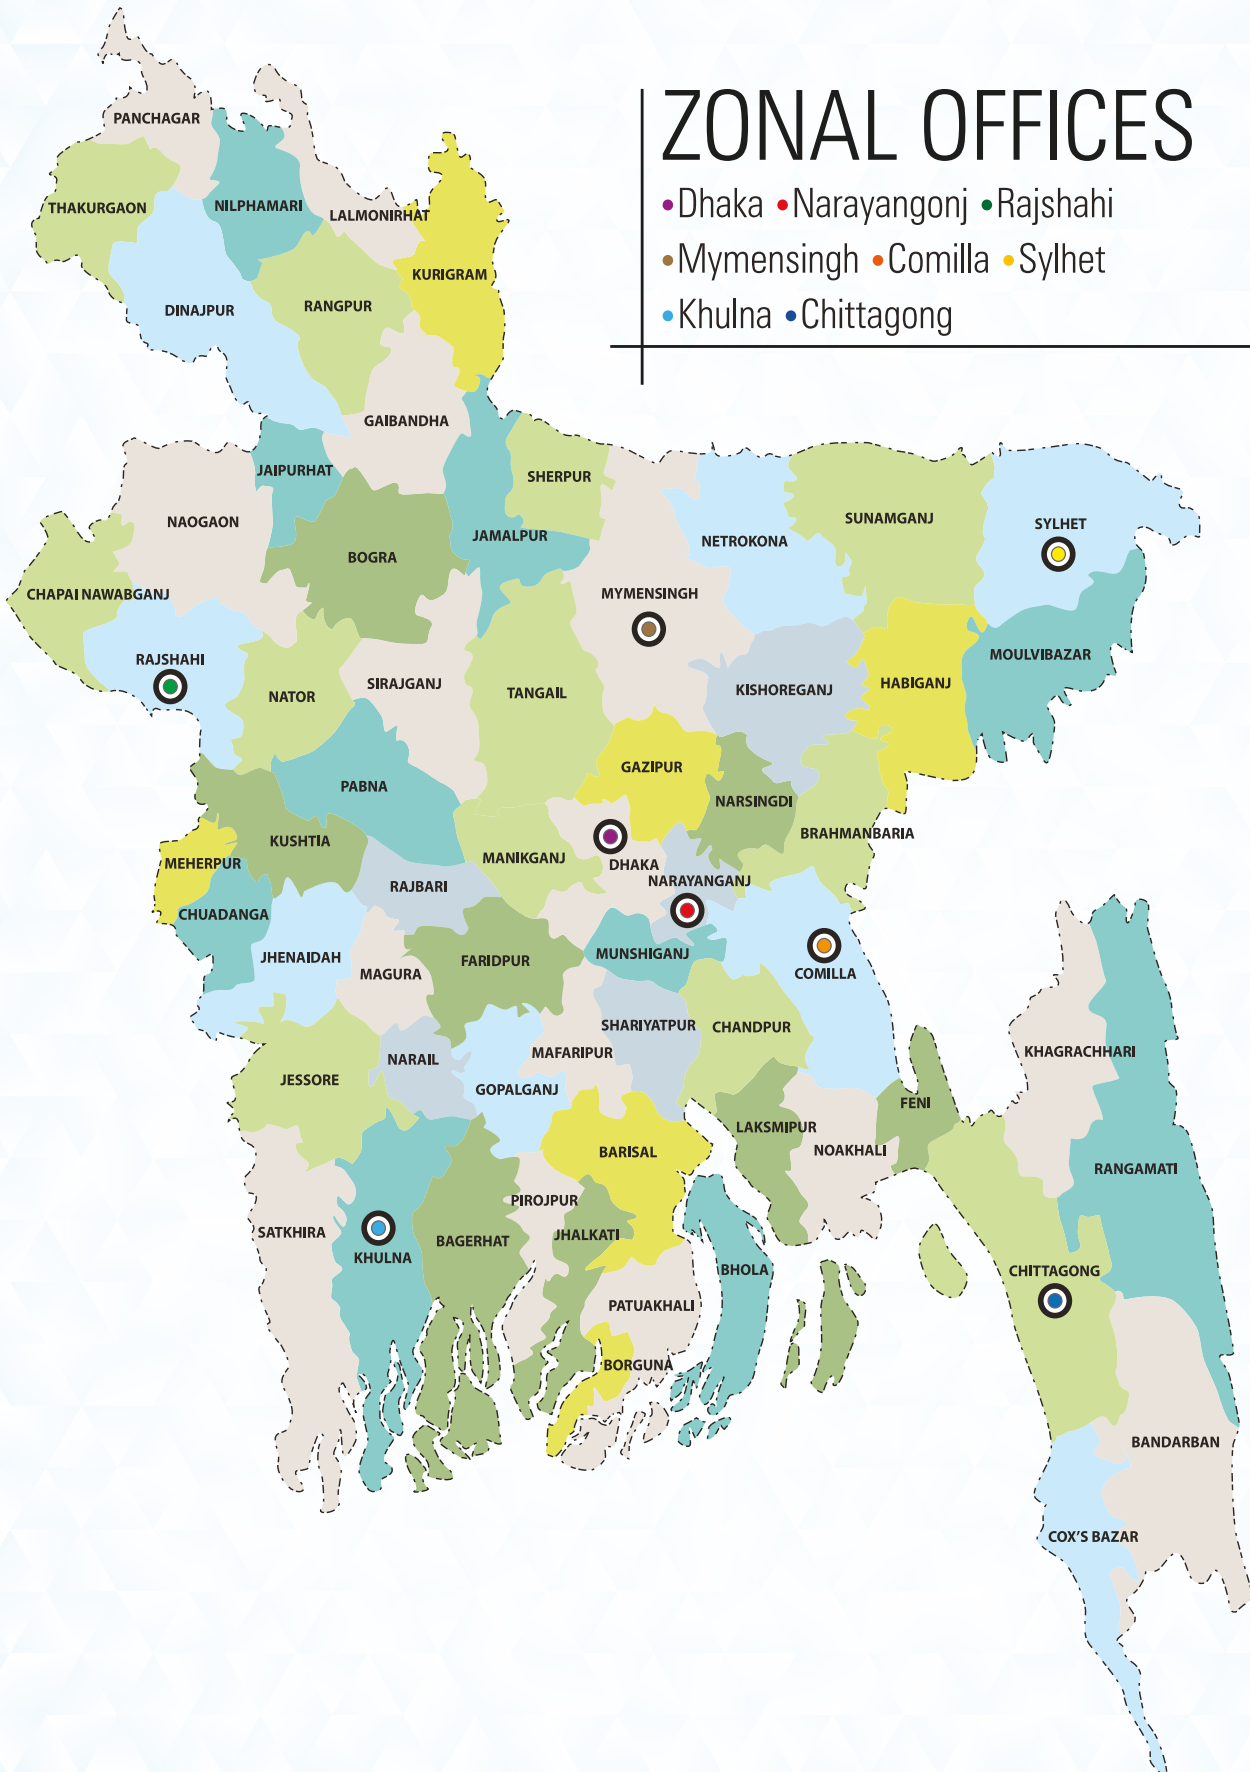 ZONAL OFFICES
•Dhaka •Narayangonj •Rajshahi
•Mymensingh •Comilla •Sylhet
•Khulna •Chittagong
PANCHAGAR
THAKURGAON
NILPHAMARI
LALMONIRHAT
KURIGRAM
DINAJPUR
RANGPUR
GAIBANDHA
JAIPURHAT
SHERPUR
NAOGAON
BOGRA
JAMALPUR
NETROKONA
SUNAMGANJ
SYLHET
CHAPAI NAWABGANJ
MYMENSINGH
RAJSHAHI
MOULVIBAZAR
NATOR
SIRAJGANJ
TANGAIL
KISHOREGANJ
HABIGANJ
GAZIPUR
PABNA
NARSINGDI
BRAHMANBARIA
KUSHTIA
MEHERPUR
MANIKGANJ
DHAKA
NARAYANGANJ
RAJBARI
CHUADANGA
JHENAIDAH
MAGURA
FARIDPUR
MUNSHIGANJ
COMILLA
SHARIYATPUR
CHANDPUR
KHAGRACHHARI
NARAIL
MAFARIPUR
JESSORE
GOPALGANJ
FENI
LAKSMIPUR
NOAKHALI
BARISAL
RANGAMATI
PIROJPUR
SATKHIRA
KHULNA
BAGERHAT
JHALKATI
BHOLA
CHITTAGONG
PATUAKHALI
BORGUNA
BANDARBAN
COX'S BAZAR